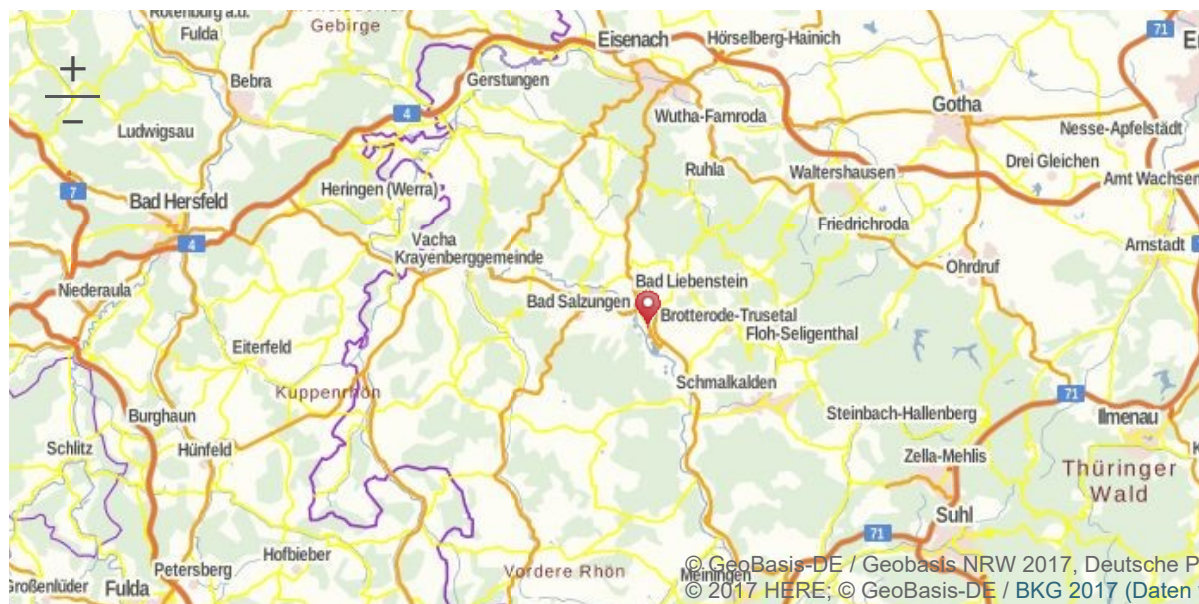 Rotenburg a.d.
Fulda
Gebirge
71
Eisenach
Hörselberg-Hainich
+
Bebra
Gerstungen
−
Gotha
4
Wutha-Farnroda
Ludwigsau
Nesse-Apfelstädt
Drei Gleichen
Ruhla
Waltershausen
Amt Wachsen
7
Heringen (Werra)
Bad Hersfeld
Friedrichroda
4
Vacha
Arnstadt
Krayenberggemeinde
Ohrdruf
Bad Liebenstein
Niederaula
Bad Salzungen
Brotterode-Trusetal
Floh-Seligenthal
Eiterfeld
Schmalkalden
Kuppenrhön
71
Burghaun
Steinbach-Hallenberg
Ilmenau
Schlitz
Hünfeld
Zella-Mehlis
Thüringer
Wald
Suhl
71
Hofbieber
Petersberg
Vordere Rhön
Meiningen
Großenlüder
Fulda
© GeoBasis-DE / Geobasis NRW 2017, Deutsche P
© 2017 HERE; © GeoBasis-DE / BKG 2017 (Daten